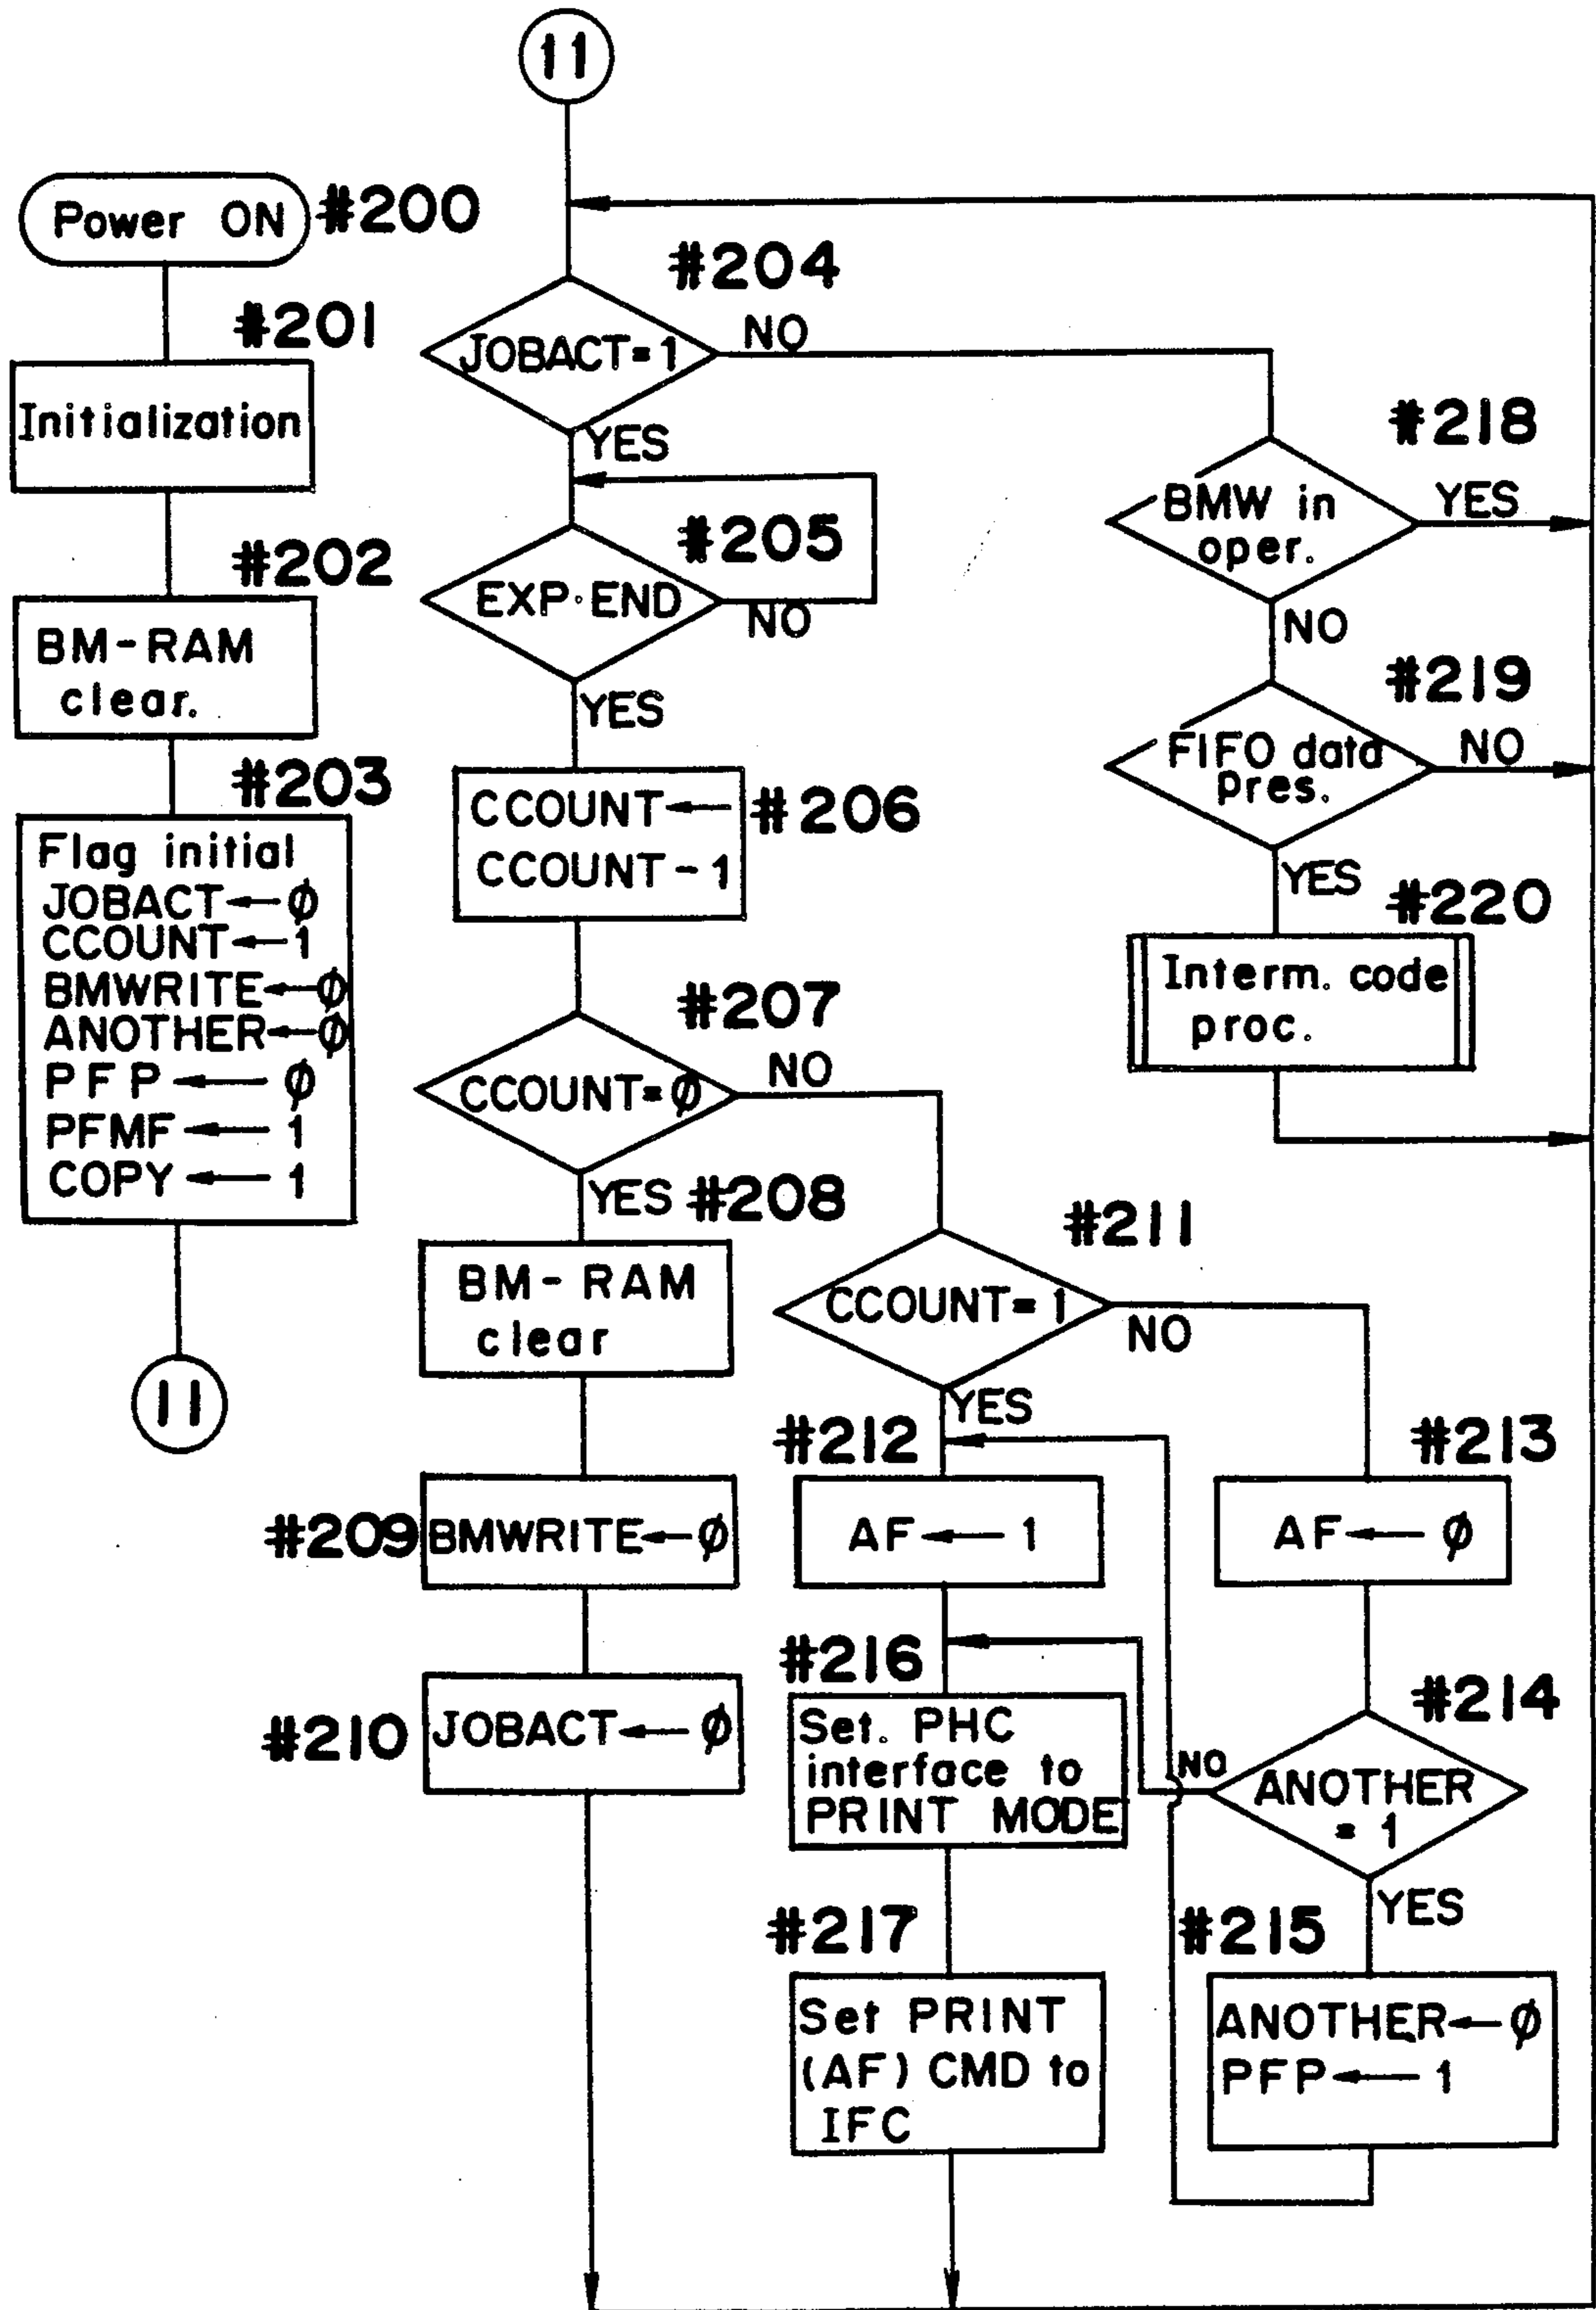 Power ON
#200
#201
Initialization
#202
BM-RAM
clear.
#203
Flag initial
JOBACT←φ
CCOUNT←1
BMWRITE←φ
ANOTHER←φ
PFP←φ
PFMF←1
COPY←1
11
11
#204
JOBACT=1
NO
YES
#205
EXP.END
NO
YES
CCOUNT←
CCOUNT-1
#206
#207
CCOUNT=φ
NO
YES
#208
BM-RAM
clear
#209
BMWRITE←φ
#210
JOBACT←φ
#211
CCOUNT=1
NO
YES
#212
AF←1
#213
AF←φ
#214
ANOTHER
=1
NO
YES
#215
ANOTHER←φ
PFP←1
#216
Set. PHC
interface to
PRINT MODE
#217
Set PRINT
(AF) CMD to
IFC
#218
BMW in
oper.
YES
NO
#219
FIFO data
pres.
NO
YES
#220
Interm. code
proc.